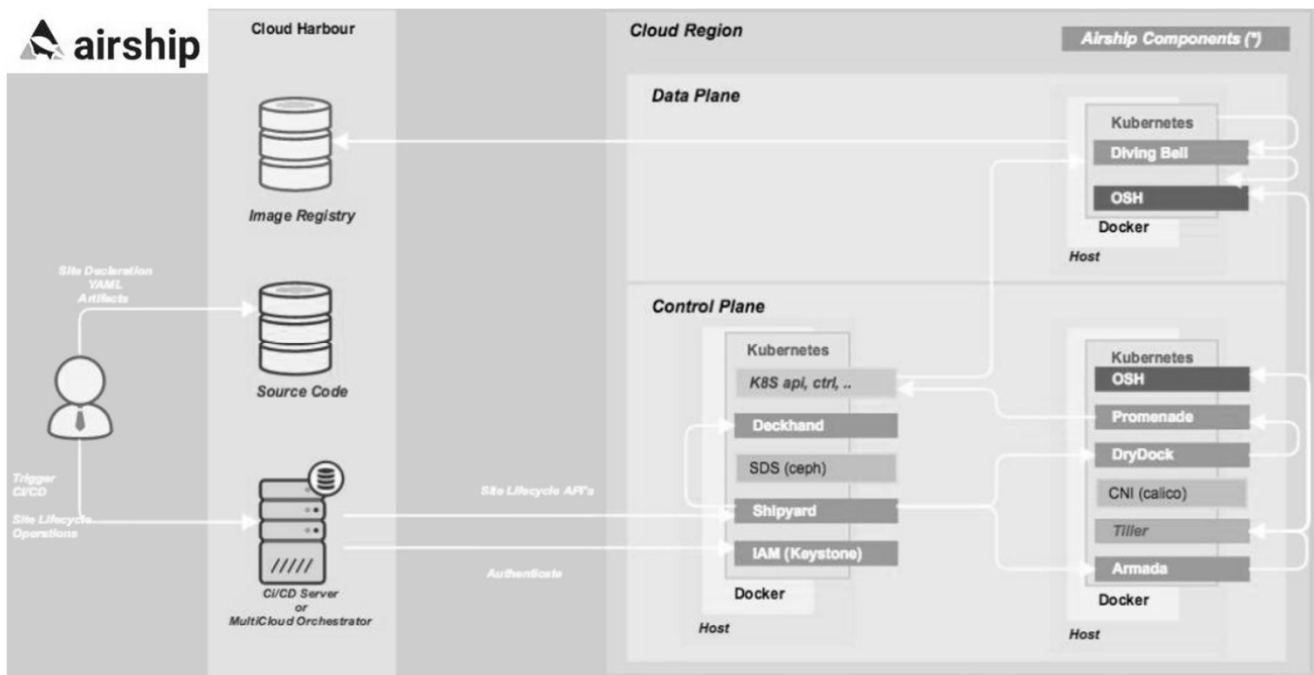 airship
Cloud Harbour
Image Registry
Source Code
CI/CD Server
or
MultiCloud Orchestrator
Site Declaration
YAML
Artifacts
Trigger
CI/CD
Site Lifecycle
Operations
Site Lifecycle API's
Authenticate
Cloud Region
Airship Components (*)
Data Plane
Kubernetes
Diving Bell
OSH
Docker
Host
Control Plane
Kubernetes
K8S api, ctrl, ..
Deckhand
SDS (ceph)
Shipyard
IAM (Keystone)
Docker
Host
Kubernetes
OSH
Promenade
DryDock
CNI (calico)
Tiller
Armada
Docker
Host